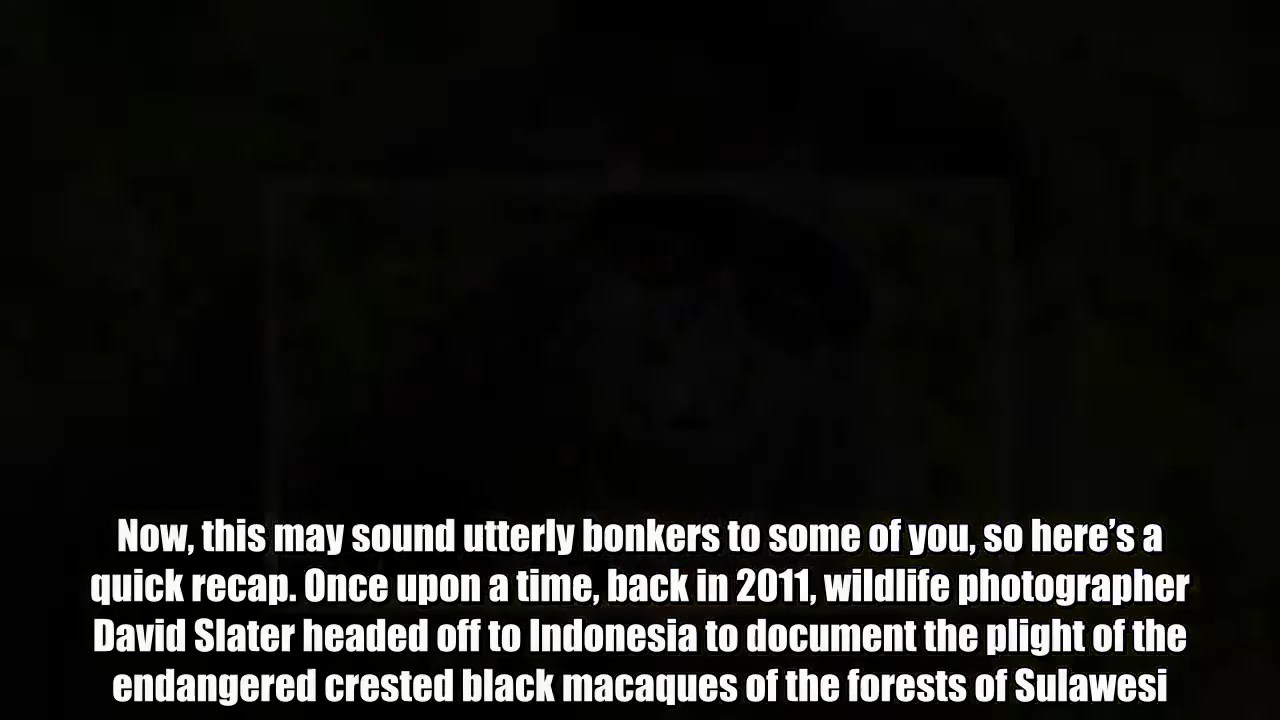 Now, this may sound utterly bonkers to some of you, so here’s a
quick recap. Once upon a time, back in 2011, wildlife photographer
David Slater headed off to Indonesia to document the plight of the
endangered crested black macaques of the forests of Sulawesi